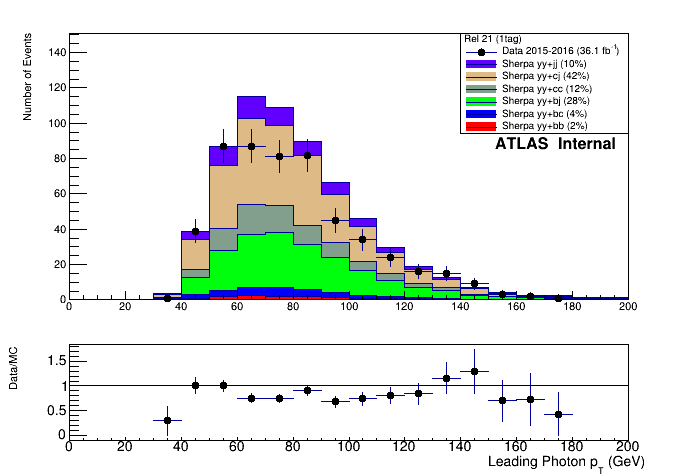 Number of Events
140
120
100
80
60
40
20
0
Rel 21 (1tag)
Data 2015-2016 (36.1 fb⁻¹)
Sherpa yy+jj (10%)
Sherpa yy+cj (42%)
Sherpa yy+cc (12%)
Sherpa yy+bj (28%)
Sherpa yy+bc (4%)
Sherpa yy+bb (2%)
ATLAS Internal
0 20 40 60 80 100 120 140 160 180 200
Data/MC
1.5
1
0.5
0
0 20 40 60 80 100 120 140 160 180 200
Leading Photon p_T (GeV)